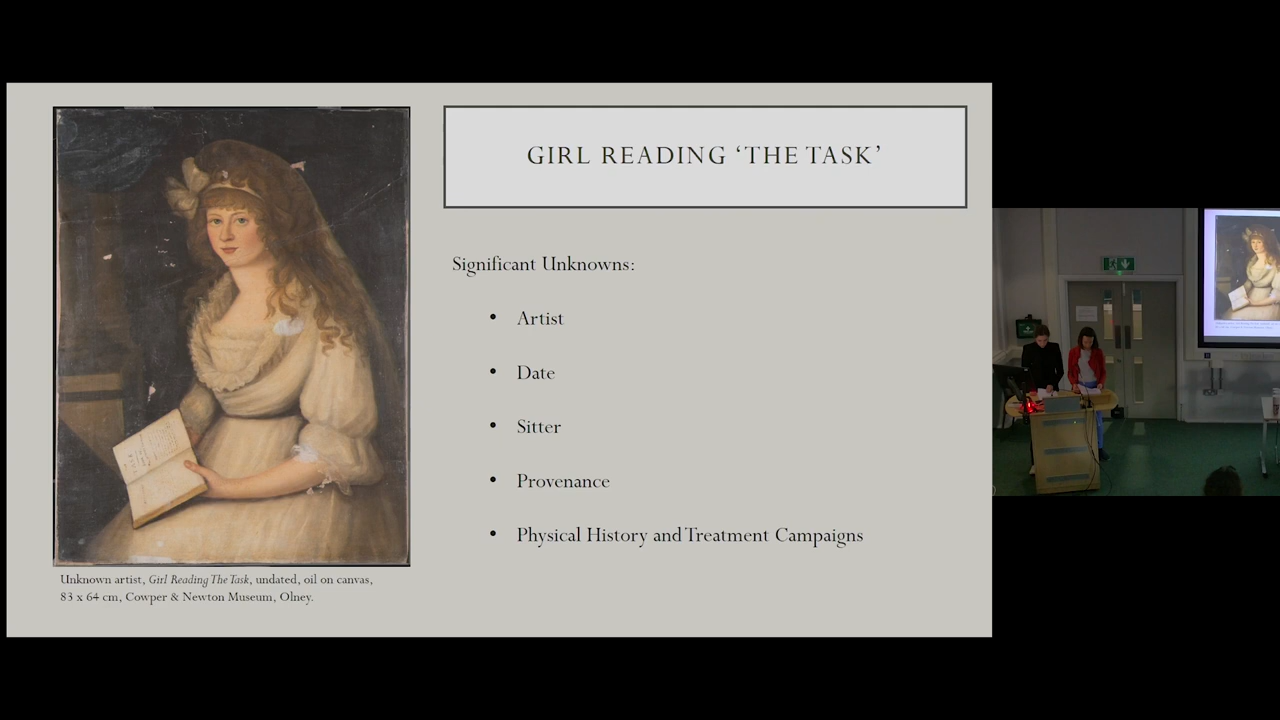 GIRL READING ‘THE TASK’
Significant Unknowns:
• Artist
• Date
• Sitter
• Provenance
• Physical History and Treatment Campaigns
Unknown artist, Girl Reading The Task, undated, oil on canvas,
83 x 64 cm, Cowper & Newton Museum, Olney.